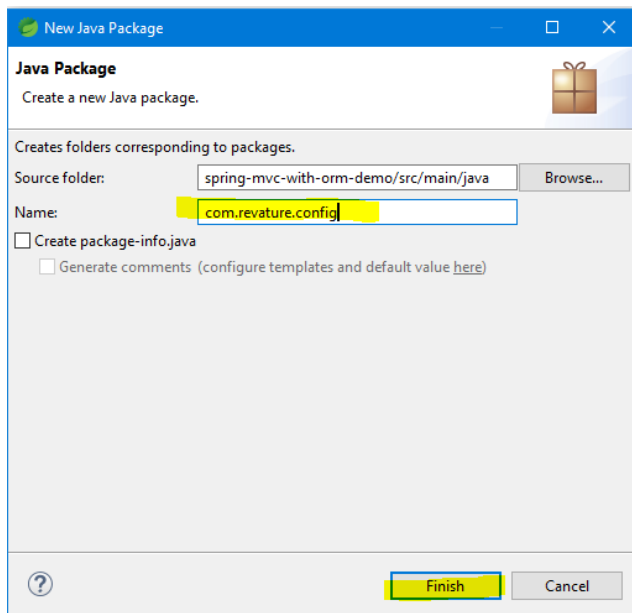 New Java Package
Java Package
Create a new Java package.
Creates folders corresponding to packages.
Source folder: spring-mvc-with-orm-demo/src/main/java Browse...
Name: com.revature.config
Create package-info.java
Generate comments (configure templates and default value here)
? Finish Cancel